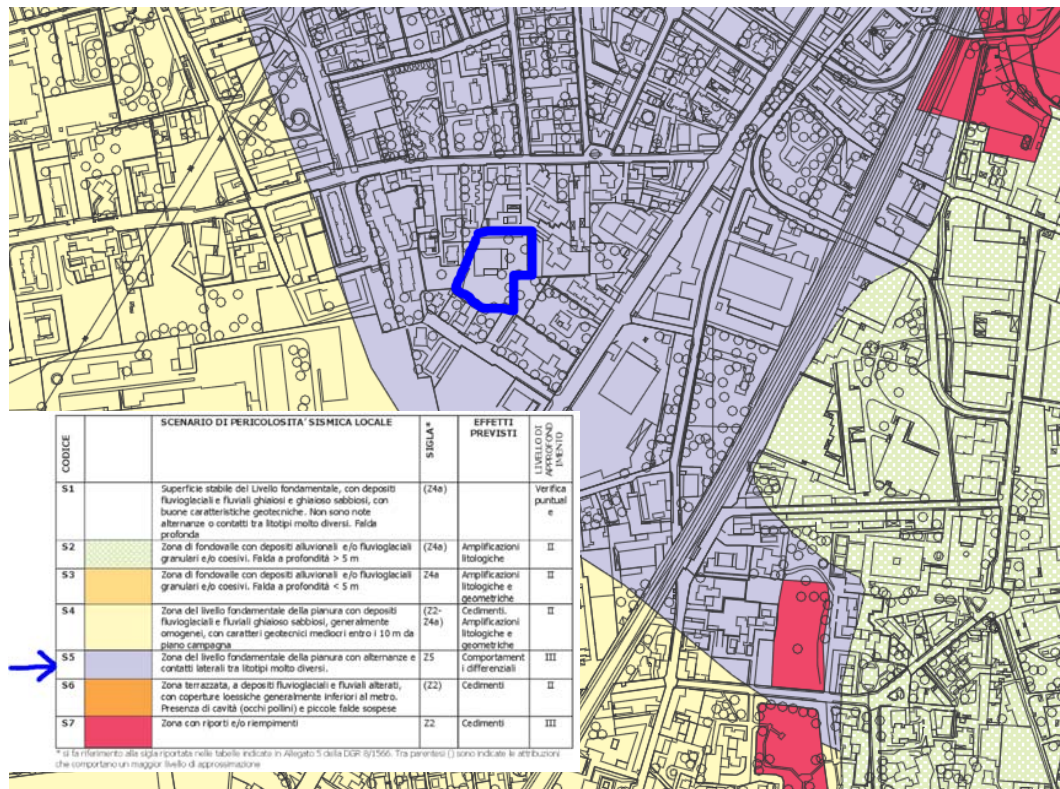 CODICE
SCENARIO DI PERICOLOSITA' SISMICA LOCALE
SIGLA*
EFFETTI
PREVISTI
LIVELLO DI
APPROFOND
IMENTO
S1
Superficie stabile del Livello fondamentale, con depositi
fluvioglaciali e fluviali ghiaiosi e ghiaioso sabbiosi, con
buone caratteristiche geotecniche. Non sono note
alternanze o contatti tra litotipi molto diversi. Falda
profonda
(Z4a)
Verifica
puntual
e
S2
Zona di fondovalle con depositi alluvionali e/o fluvioglaciali
granulari e/o coesivi. Falda a profondità > 5 m
(Z4a)
Amplificazioni
litologiche
II
S3
Zona di fondovalle con depositi alluvionali e/o fluvioglaciali
granulari e/o coesivi. Falda a profondità < 5 m
Z4a
Amplificazioni
litologiche e
geometriche
II
S4
Zona del livello fondamentale della pianura con depositi
fluvioglaciali e fluviali ghiaioso sabbiosi, generalmente
omogenei, con caratteri geotecnici mediocri entro i 10 m da
piano campagna
(Z2-
Z4a)
Cedimenti.
Amplificazioni
litologiche e
geometriche
II
S5
Zona del livello fondamentale della pianura con alternanze e
contatti laterali tra litotipi molto diversi.
Z5
Comportament
i differenziali
III
S6
Zona terrazzata, a depositi fluvioglaciali e fluviali alterati,
con coperture loessiche generalmente inferiori al metro.
Presenza di cavità (occhi pollini) e piccole falde sospese
(Z2)
Cedimenti
II
S7
Zona con riporti e/o riempimenti
Z2
Cedimenti
III
* si fa riferimento alla sigla riportata nelle tabelle indicate in Allegato 5 della DGR 8/1566. Tra parentesi () sono indicate le attribuzioni
che comportano un maggior livello di approssimazione